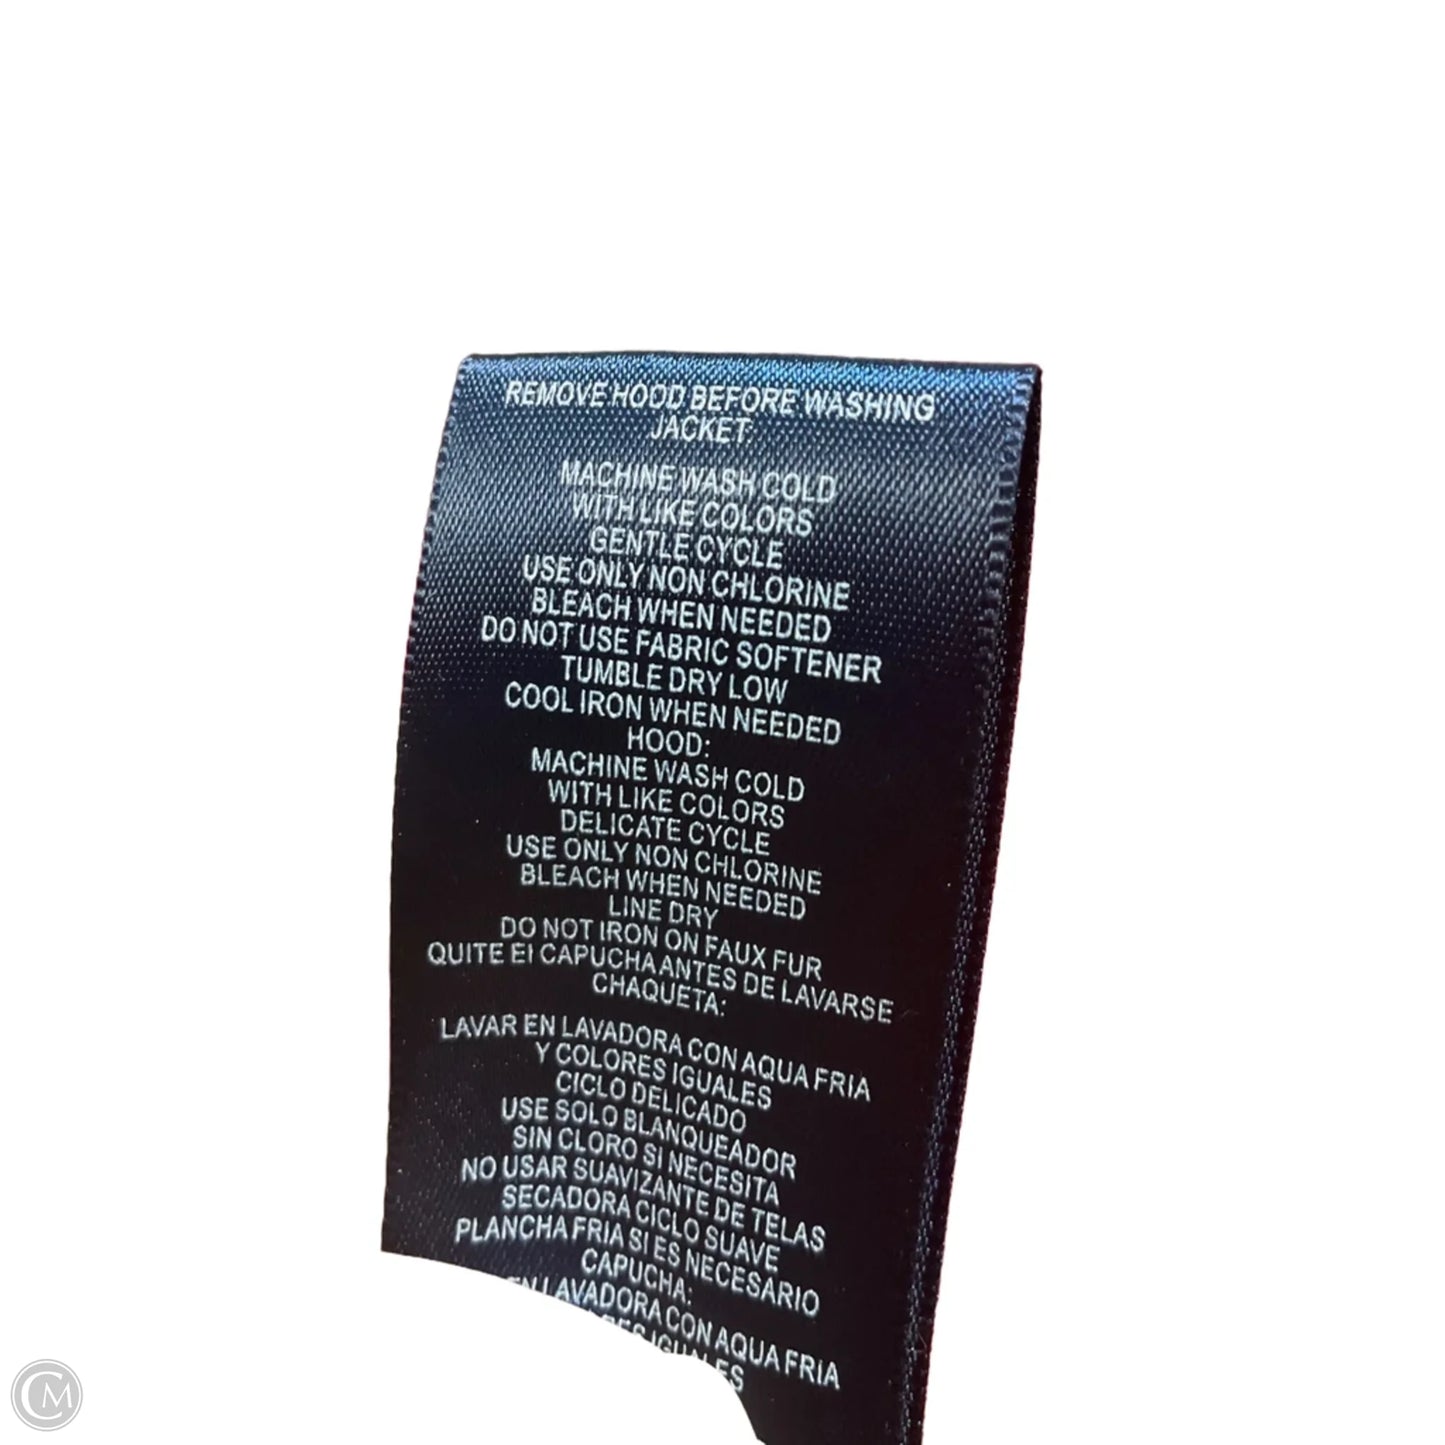 REMOVE HOOD BEFORE WASHING
JACKET:
MACHINE WASH COLD
WITH LIKE COLORS
GENTLE CYCLE
USE ONLY NON CHLORINE
BLEACH WHEN NEEDED
DO NOT USE FABRIC SOFTENER
TUMBLE DRY LOW
COOL IRON WHEN NEEDED
HOOD:
MACHINE WASH COLD
WITH LIKE COLORS
DELICATE CYCLE
USE ONLY NON CHLORINE
BLEACH WHEN NEEDED
LINE DRY
DO NOT IRON ON FAUX FUR
QUITE EI CAPUCHA ANTES DE LAVARSE
CHAQUETA:
LAVAR EN LAVADORA CON AQUA FRIA
Y COLORES IGUALES
CICLO DELICADO
USE SOLO BLANQUEADOR
SIN CLORO SI NECESITA
NO USAR SUAVIZANTE DE TELAS
SECADORA CICLO SUAVE
PLANCHA FRIA SI ES NECESARIO
CAPUCHA:
EN LAVADORA CON AQUA FRIA
IGUALES
CM